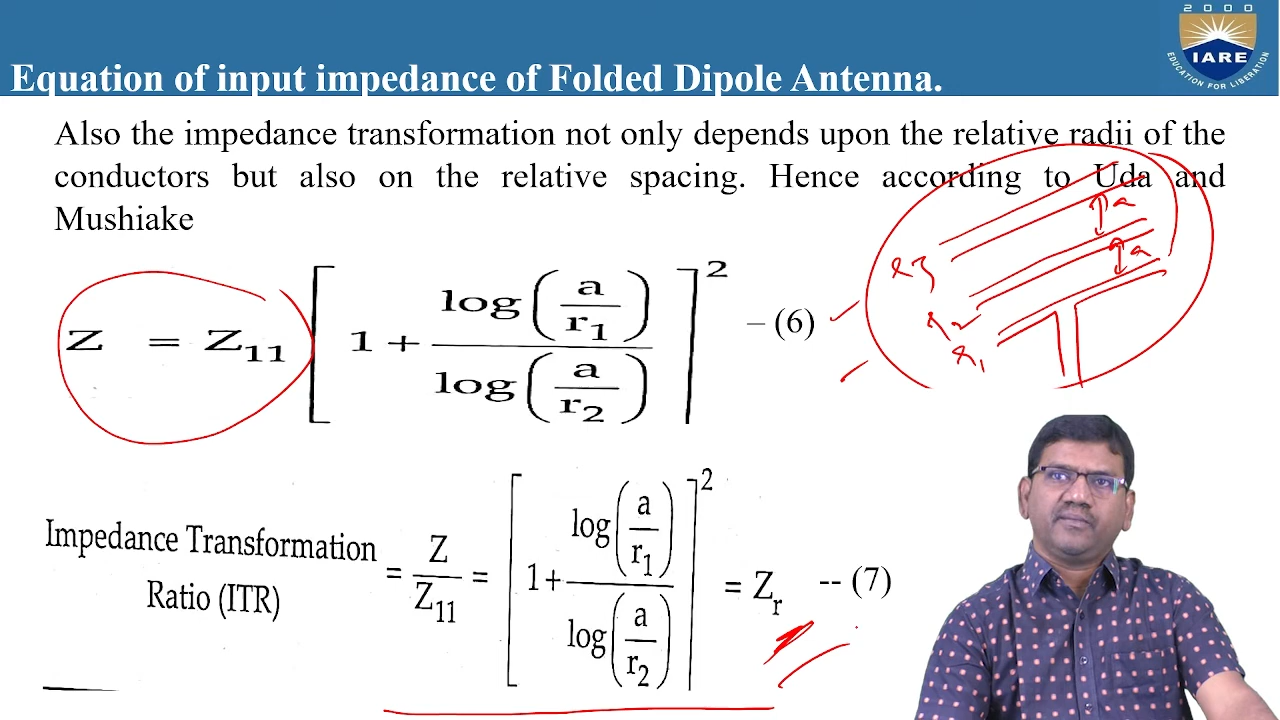 2000
IARE
EDUCATION FOR LIBERATION
Equation of input impedance of Folded Dipole Antenna.
Also the impedance transformation not only depends upon the relative radii of the
conductors but also on the relative spacing. Hence according to Uda and
Mushiake
Z = Z₁₁ [ 1 + log(a/r₁) / log(a/r₂) ]² – (6)
a
a
r3
r2
r1
Impedance Transformation
Ratio (ITR) = Z/Z₁₁ = [ 1+ log(a/r₁) / log(a/r₂) ]² = Zᵣ -- (7)